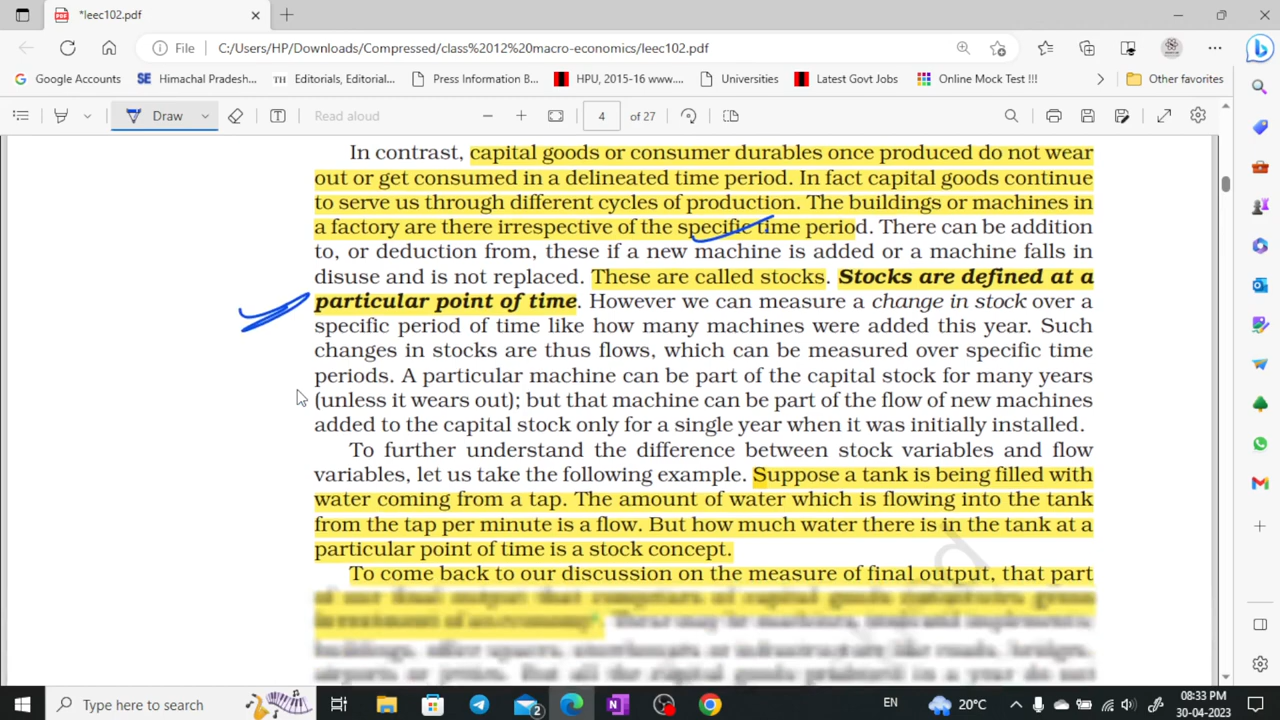 *leec102.pdf
File
C:/Users/HP/Downloads/Compressed/class%2012%20macro-economics/leec102.pdf
Google Accounts
SE Himachal Pradesh...
TH Editorials, Editorial...
Press Information B...
HPU, 2015-16 www....
Universities
Latest Govt Jobs
Online Mock Test !!!
Other favorites
Draw
Read aloud
4 of 27
In contrast, capital goods or consumer durables once produced do not wear
out or get consumed in a delineated time period. In fact capital goods continue
to serve us through different cycles of production. The buildings or machines in
a factory are there irrespective of the specific time period. There can be addition
to, or deduction from, these if a new machine is added or a machine falls in
disuse and is not replaced. These are called stocks. Stocks are defined at a
particular point of time. However we can measure a change in stock over a
specific period of time like how many machines were added this year. Such
changes in stocks are thus flows, which can be measured over specific time
periods. A particular machine can be part of the capital stock for many years
(unless it wears out); but that machine can be part of the flow of new machines
added to the capital stock only for a single year when it was initially installed.
To further understand the difference between stock variables and flow
variables, let us take the following example. Suppose a tank is being filled with
water coming from a tap. The amount of water which is flowing into the tank
from the tap per minute is a flow. But how much water there is in the tank at a
particular point of time is a stock concept.
To come back to our discussion on the measure of final output, that part
Type here to search
2
EN
20°C
08:33 PM
30-04-2023